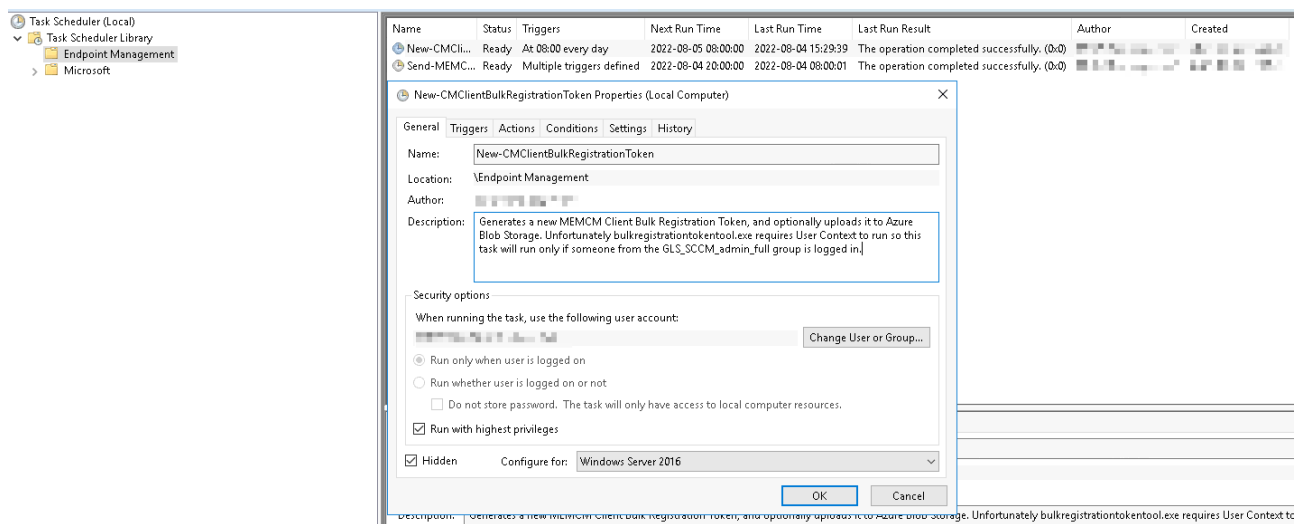 Task Scheduler (Local)
Task Scheduler Library
Endpoint Management
Microsoft
Name Status Triggers Next Run Time Last Run Time Last Run Result Author Created
New-CMCli... Ready At 08:00 every day 2022-08-05 08:00:00 2022-08-04 15:29:39 The operation completed successfully. (0x0)
Send-MEMC... Ready Multiple triggers defined 2022-08-04 20:00:00 2022-08-04 08:00:01 The operation completed successfully. (0x0)
New-CMClientBulkRegistrationToken Properties (Local Computer)
General Triggers Actions Conditions Settings History
Name: New-CMClientBulkRegistrationToken
Location: \Endpoint Management
Author:
Description: Generates a new MEMCM Client Bulk Registration Token, and optionally uploads it to Azure
Blob Storage. Unfortunately bulkregistrationtokentool.exe requires User Context to run so this
task will run only if someone from the GLS_SCCM_admin_full group is logged in.
Security options
When running the task, use the following user account:
Change User or Group...
Run only when user is logged on
Run whether user is logged on or not
Do not store password. The task will only have access to local computer resources.
Run with highest privileges
Hidden Configure for: Windows Server 2016
OK Cancel
Description: Generates a new MEMCM Client Bulk Registration Token, and optionally uploads it to Azure Blob Storage. Unfortunately bulkregistrationtokentool.exe requires User Context to